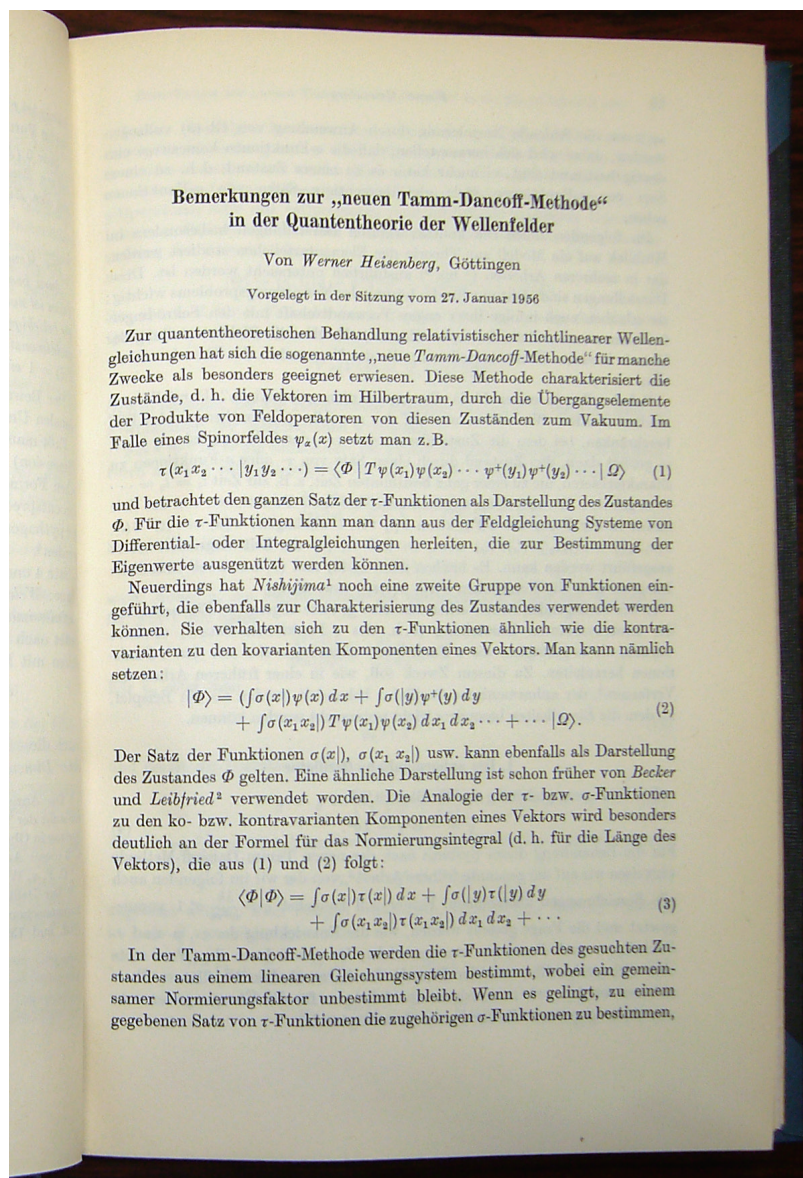 Bemerkungen zur „neuen Tamm-Dancoff-Methode“
in der Quantentheorie der Wellenfelder
Von Werner Heisenberg, Göttingen
Vorgelegt in der Sitzung vom 27. Januar 1956
Zur quantentheoretischen Behandlung relativistischer nichtlinearer Wellen-
gleichungen hat sich die sogenannte „neue Tamm-Dancoff-Methode“ für manche
Zwecke als besonders geeignet erwiesen. Diese Methode charakterisiert die
Zustände, d. h. die Vektoren im Hilbertraum, durch die Übergangselemente
der Produkte von Feldoperatoren von diesen Zuständen zum Vakuum. Im
Falle eines Spinorfeldes ψα(x) setzt man z.B.
τ(x₁x₂ ··· |y₁y₂ ···) = ⟨Φ | Tψ(x₁)ψ(x₂) ··· ψ⁺(y₁)ψ⁺(y₂) ··· | Ω⟩ (1)
und betrachtet den ganzen Satz der τ-Funktionen als Darstellung des Zustandes
Φ. Für die τ-Funktionen kann man dann aus der Feldgleichung Systeme von
Differential- oder Integralgleichungen herleiten, die zur Bestimmung der
Eigenwerte ausgenützt werden können.
Neuerdings hat Nishijima¹ noch eine zweite Gruppe von Funktionen ein-
geführt, die ebenfalls zur Charakterisierung des Zustandes verwendet werden
können. Sie verhalten sich zu den τ-Funktionen ähnlich wie die kontra-
varianten zu den kovarianten Komponenten eines Vektors. Man kann nämlich
setzen:
|Φ⟩ = (∫σ(x|)ψ(x) dx + ∫σ(|y)ψ⁺(y) dy
+ ∫σ(x₁x₂|) Tψ(x₁)ψ(x₂) dx₁ dx₂ ··· + ··· |Ω⟩. (2)
Der Satz der Funktionen σ(x|), σ(x₁ x₂|) usw. kann ebenfalls als Darstellung
des Zustandes Φ gelten. Eine ähnliche Darstellung ist schon früher von Becker
und Leibfried² verwendet worden. Die Analogie der τ- bzw. σ-Funktionen
zu den ko- bzw. kontravarianten Komponenten eines Vektors wird besonders
deutlich an der Formel für das Normierungsintegral (d. h. für die Länge des
Vektors), die aus (1) und (2) folgt:
⟨Φ|Φ⟩ = ∫σ(x|)τ(x|) dx + ∫σ(|y)τ(|y) dy
+ ∫σ(x₁x₂|)τ(x₁x₂|) dx₁ dx₂ + ··· (3)
In der Tamm-Dancoff-Methode werden die τ-Funktionen des gesuchten Zu-
standes aus einem linearen Gleichungssystem bestimmt, wobei ein gemein-
samer Normierungsfaktor unbestimmt bleibt. Wenn es gelingt, zu einem
gegebenen Satz von τ-Funktionen die zugehörigen σ-Funktionen zu bestimmen,